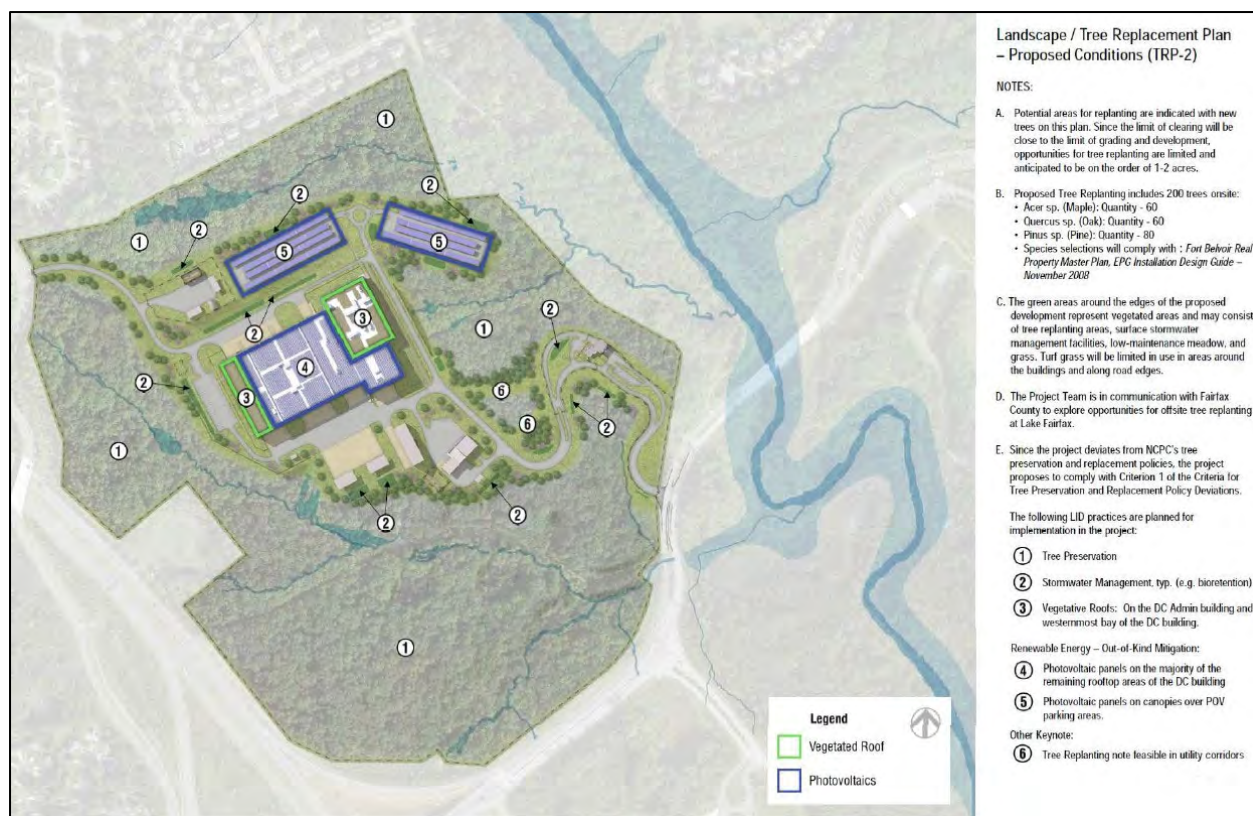 Landscape / Tree Replacement Plan
– Proposed Conditions (TRP-2)
NOTES:
A. Potential areas for replanting are indicated with new
trees on this plan. Since the limit of clearing will be
close to the limit of grading and development,
opportunities for tree replanting are limited and
anticipated to be on the order of 1-2 acres.
B. Proposed Tree Replanting includes 200 trees onsite:
• Acer sp. (Maple): Quantity - 60
• Quercus sp. (Oak): Quantity - 60
• Pinus sp. (Pine): Quantity - 80
• Species selections will comply with : Fort Belvoir Real
Property Master Plan, EPG Installation Design Guide –
November 2008
C. The green areas around the edges of the proposed
development represent vegetated areas and may consist
of tree replanting areas, surface stormwater
management facilities, low-maintenance meadow, and
grass. Turf grass will be limited in use in areas around
the buildings and along road edges.
D. The Project Team is in communication with Fairfax
County to explore opportunities for offsite tree replanting
at Lake Fairfax.
E. Since the project deviates from NCPC's tree
preservation and replacement policies, the project
proposes to comply with Criterion 1 of the Criteria for
Tree Preservation and Replacement Policy Deviations.
The following LID practices are planned for
implementation in the project:
1 Tree Preservation
2 Stormwater Management, typ. (e.g. bioretention)
3 Vegetative Roofs: On the DC Admin building and
westernmost bay of the DC building.
Renewable Energy – Out-of-Kind Mitigation:
4 Photovoltaic panels on the majority of the
remaining rooftop areas of the DC building
5 Photovoltaic panels on canopies over POV
parking areas.
Other Keynote:
6 Tree Replanting note feasible in utility corridors
1
2
2
2
1
5
5
2
3
1
2
4
2
3
6
6
2
1
2
2
1
Legend
Vegetated Roof
Photovoltaics